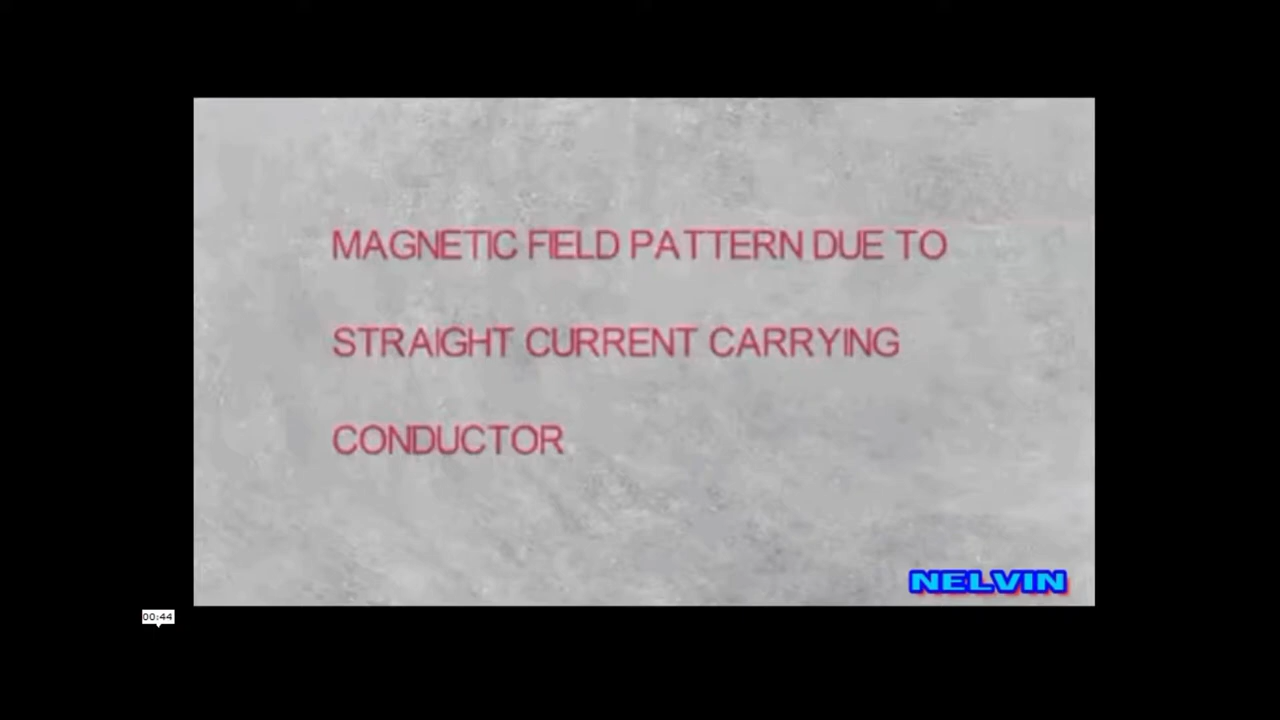 MAGNETIC FIELD PATTERN DUE TO
STRAIGHT CURRENT CARRYING
CONDUCTOR
NELVIN
00:44